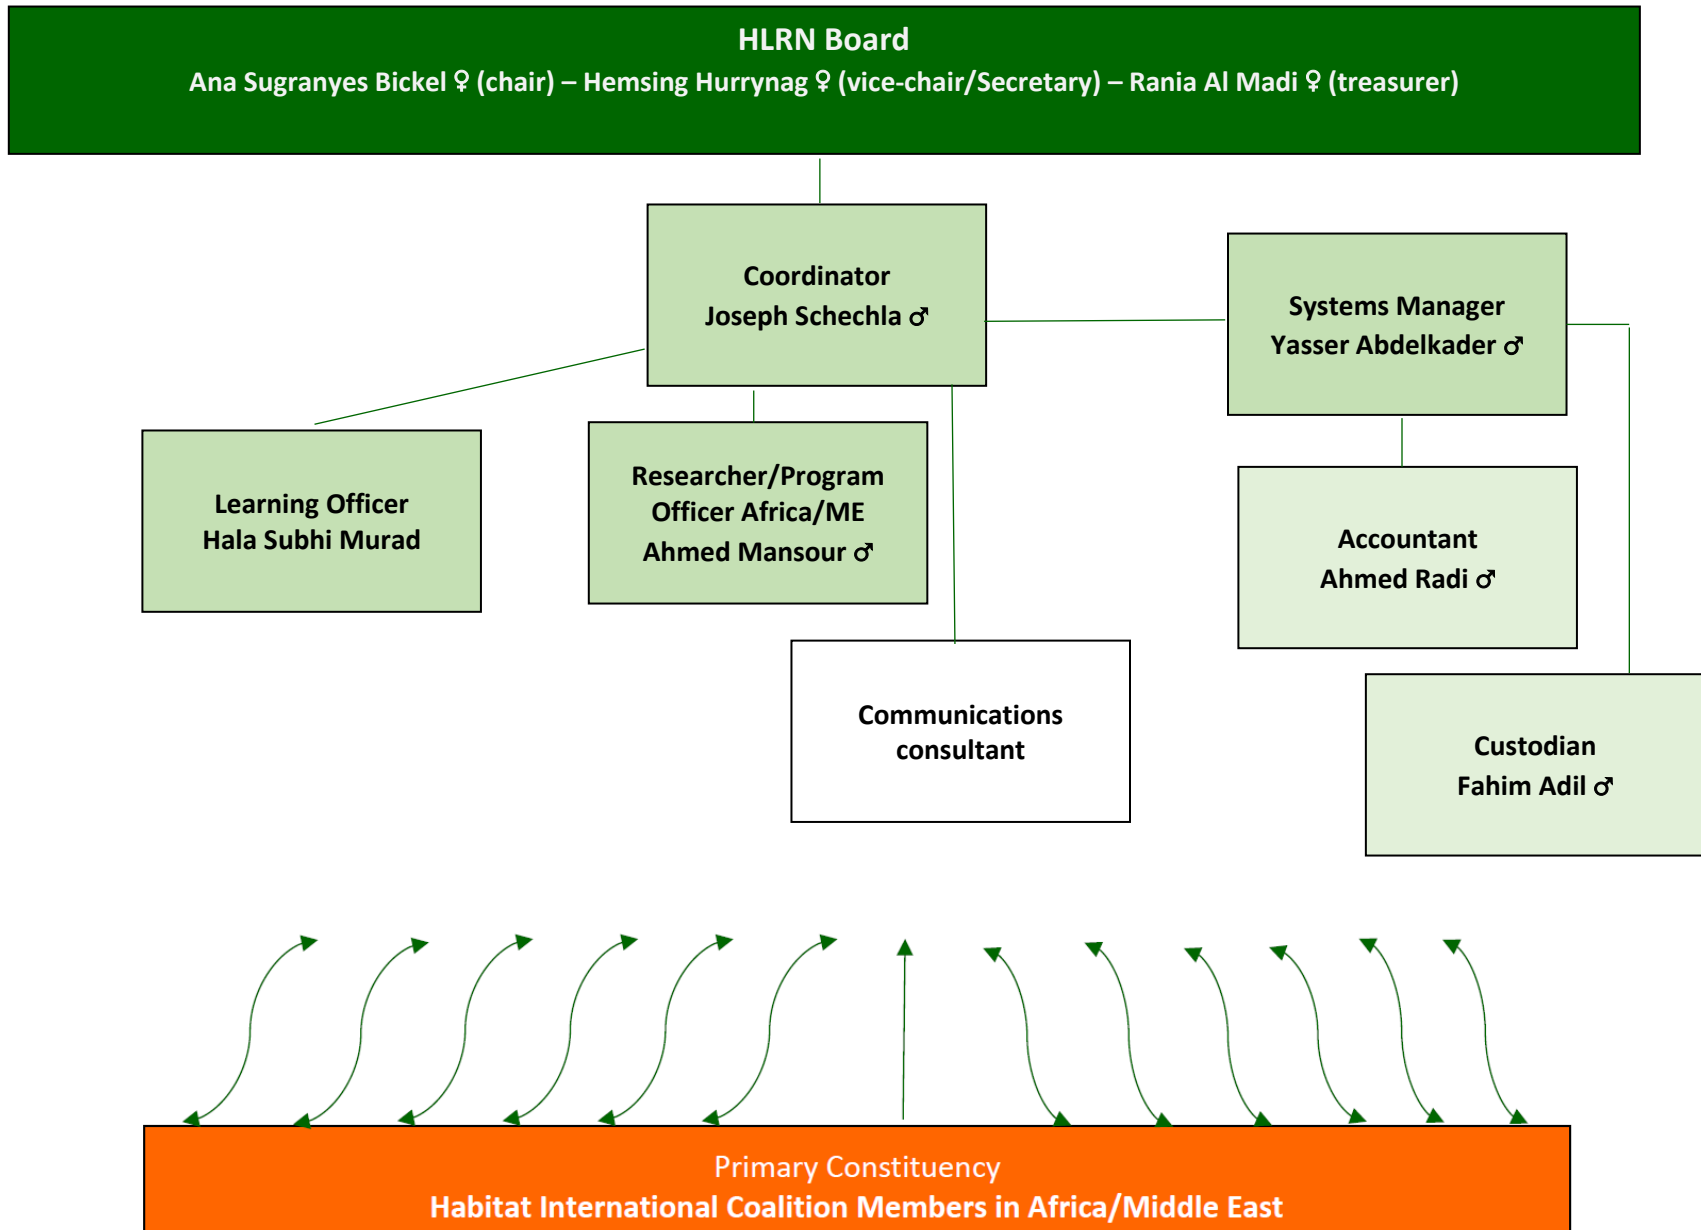 HLRN Board
Ana Sugranyes Bickel ♀ (chair) – Hemsing Hurrynag ♀ (vice-chair/Secretary) – Rania Al Madi ♀ (treasurer)
Coordinator
Joseph Schechla ♂
Systems Manager
Yasser Abdelkader ♂
Learning Officer
Hala Subhi Murad
Researcher/Program
Officer Africa/ME
Ahmed Mansour ♂
Accountant
Ahmed Radi ♂
Communications
consultant
Custodian
Fahim Adil ♂
Primary Constituency
Habitat International Coalition Members in Africa/Middle East